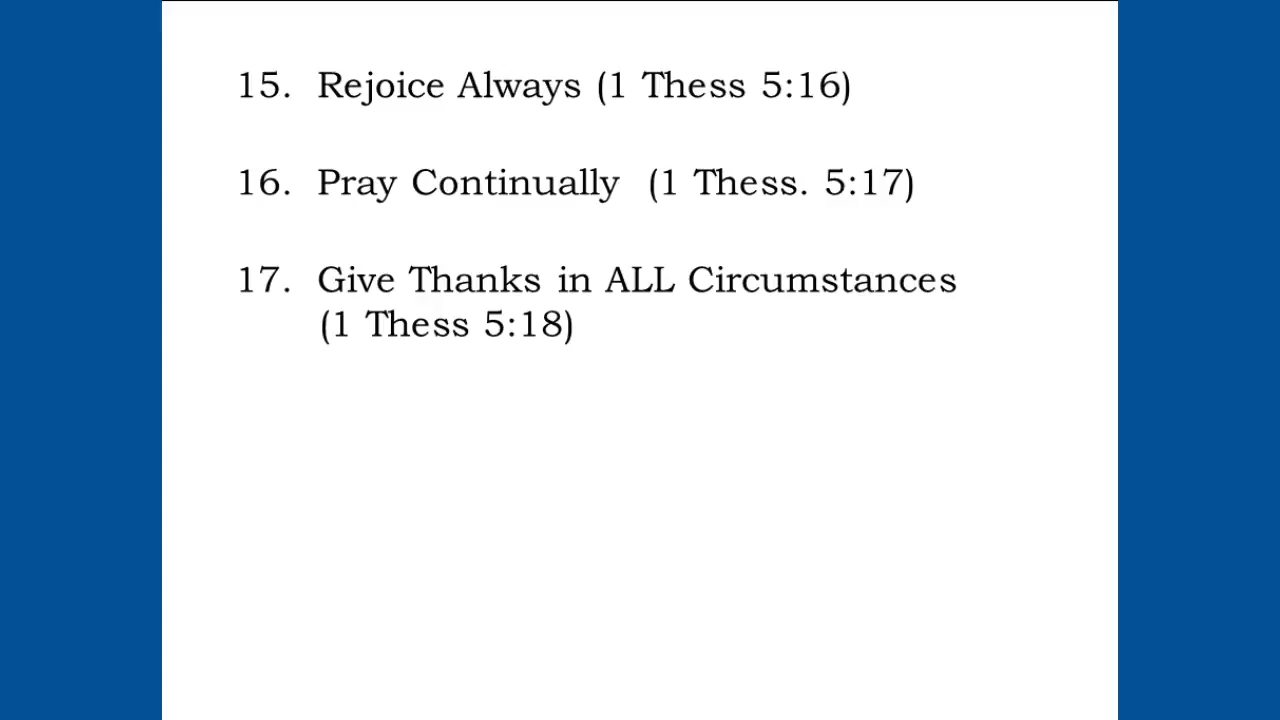 15. Rejoice Always (1 Thess 5:16)
16. Pray Continually (1 Thess. 5:17)
17. Give Thanks in ALL Circumstances
(1 Thess 5:18)